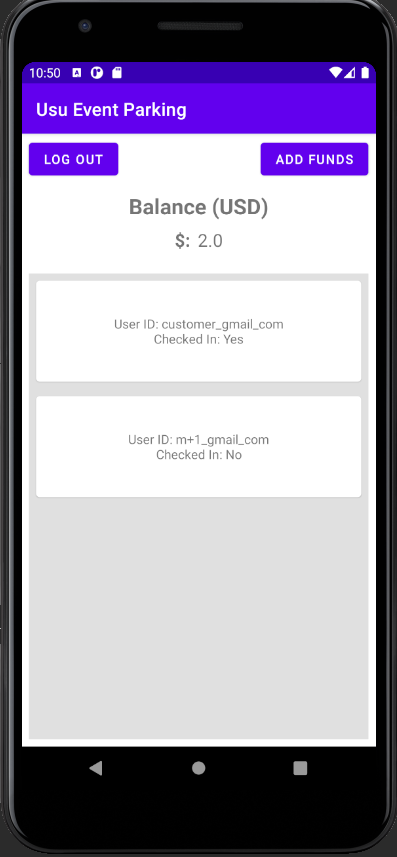 10:50
Usu Event Parking
LOG OUT
ADD FUNDS
Balance (USD)
$: 2.0
User ID: customer_gmail_com
Checked In: Yes
User ID: m+1_gmail_com
Checked In: No